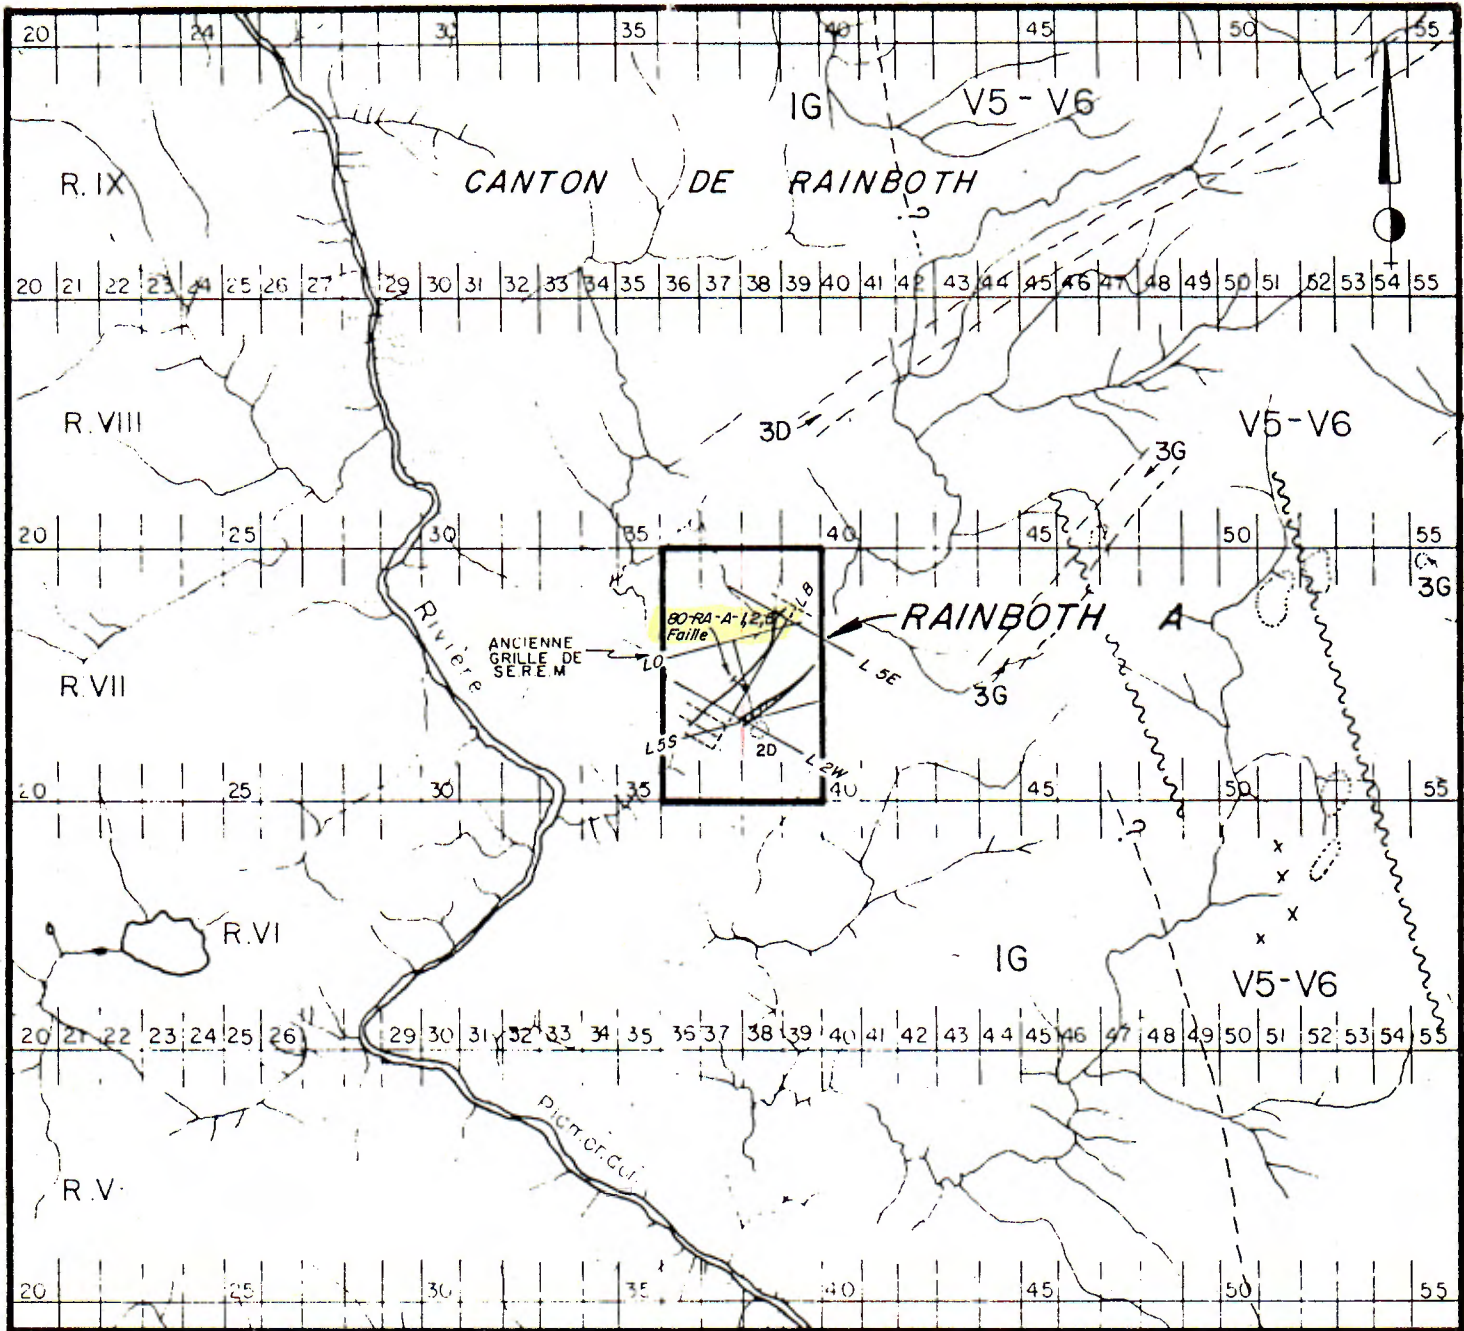 20 24 30 35 40 45 50 55
IG V5-V6
R. IX CANTON DE RAINBOTH
?
20 21 22 23 24 25 26 27 29 30 31 32 33 34 35 36 37 38 39 40 41 42 43 44 45 46 47 48 49 50 51 52 53 54 55
R. VIII 3D V5-V6
3G
20 25 30 35 40 45 50 55
3G
L8
80-RA-A-1,2,3
Faille
RAINBOTH A
Rivière
ANCIENNE
GRILLE DE
S.E.R.E.M
L0
L 5E
R. VII
3G
L5S
2D
L 2W
20 25 30 35 40 45 50 55
?
x
x
x
x
R. VI IG
V5-V6
20 21 22 23 24 25 26 29 30 31 32 33 34 35 36 37 38 39 40 41 42 43 44 45 46 47 48 49 50 51 52 53 54 55
R. V.
20 25 30 35 40 45 50 55